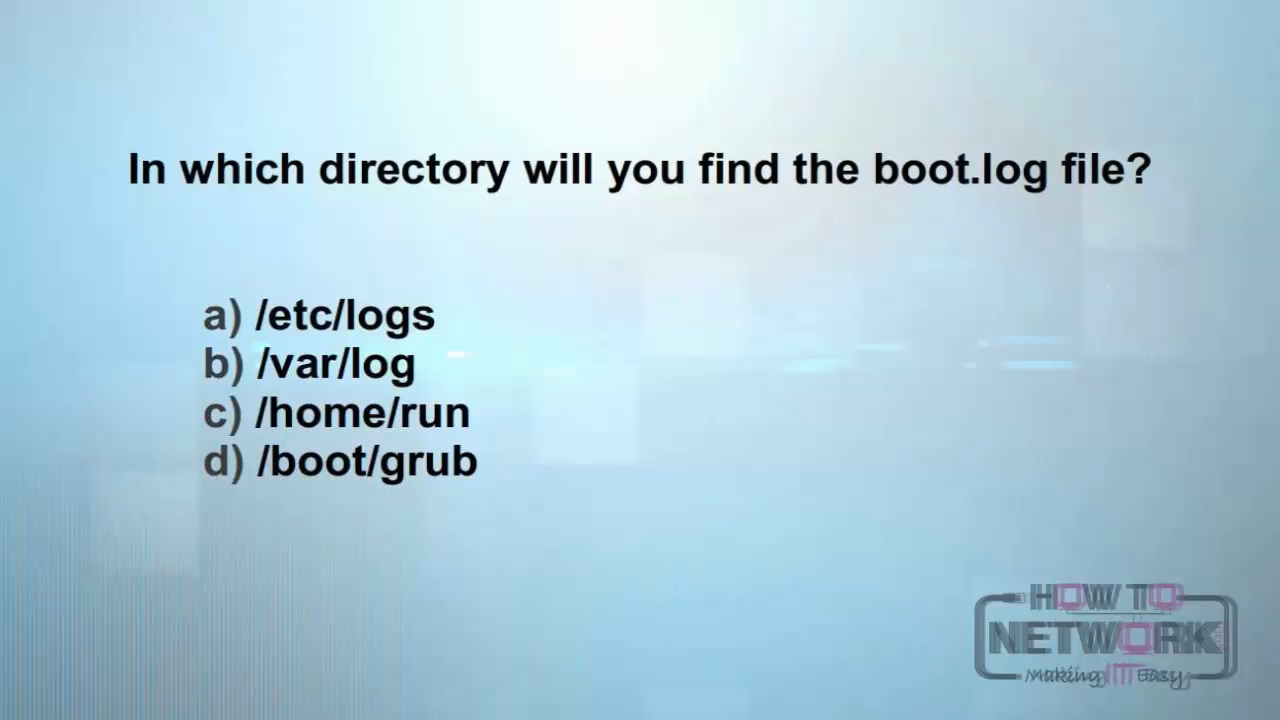 In which directory will you find the boot.log file?
a) /etc/logs
b) /var/log
c) /home/run
d) /boot/grub
HOW TO
NETWORK
Making IT Easy